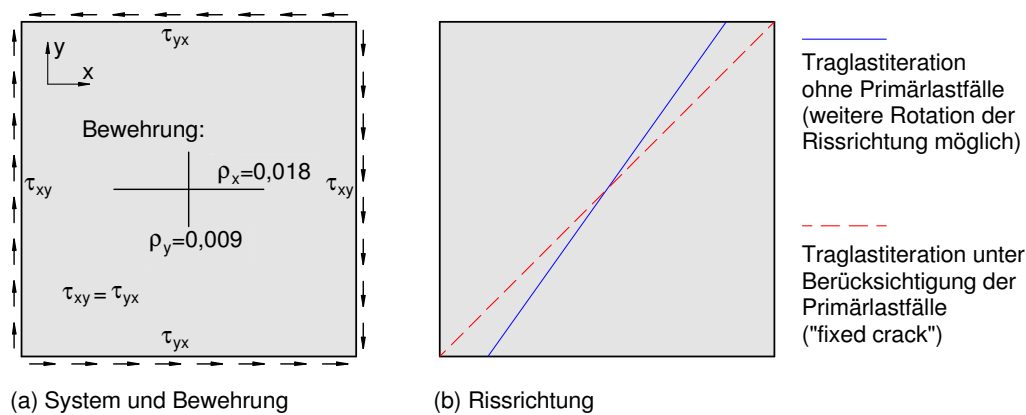 τyx
y
x
Bewehrung:
ρx=0,018
τxy
τxy
ρy=0,009
τxy = τyx
τyx
(a) System und Bewehrung
(b) Rissrichtung
Traglastiteration
ohne Primärlastfälle
(weitere Rotation der
Rissrichtung möglich)
Traglastiteration unter
Berücksichtigung der
Primärlastfälle
("fixed crack")